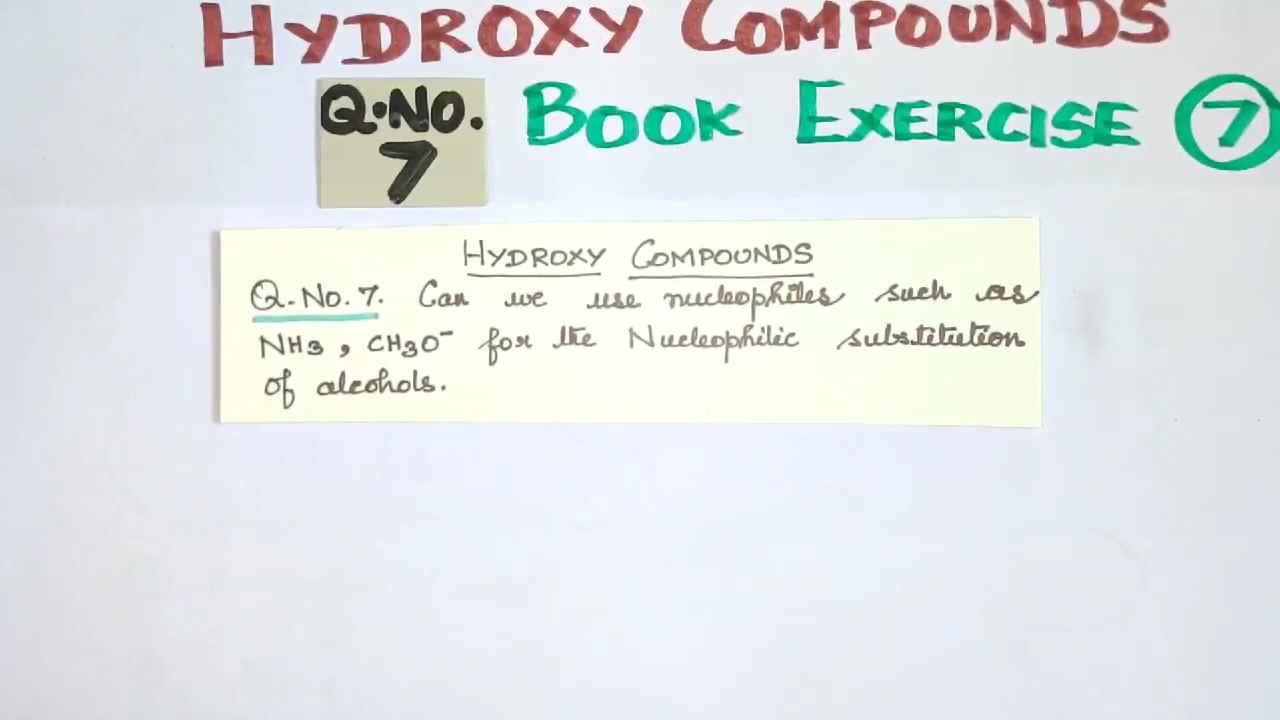 HYDROXY COMPOUNDS
Q.NO. 7
BOOK EXERCISE 7
HYDROXY COMPOUNDS
Q.No.7. Can we use nucleophiles such as
NH3, CH3O⁻ for the Nucleophilic substitution
of alcohols.